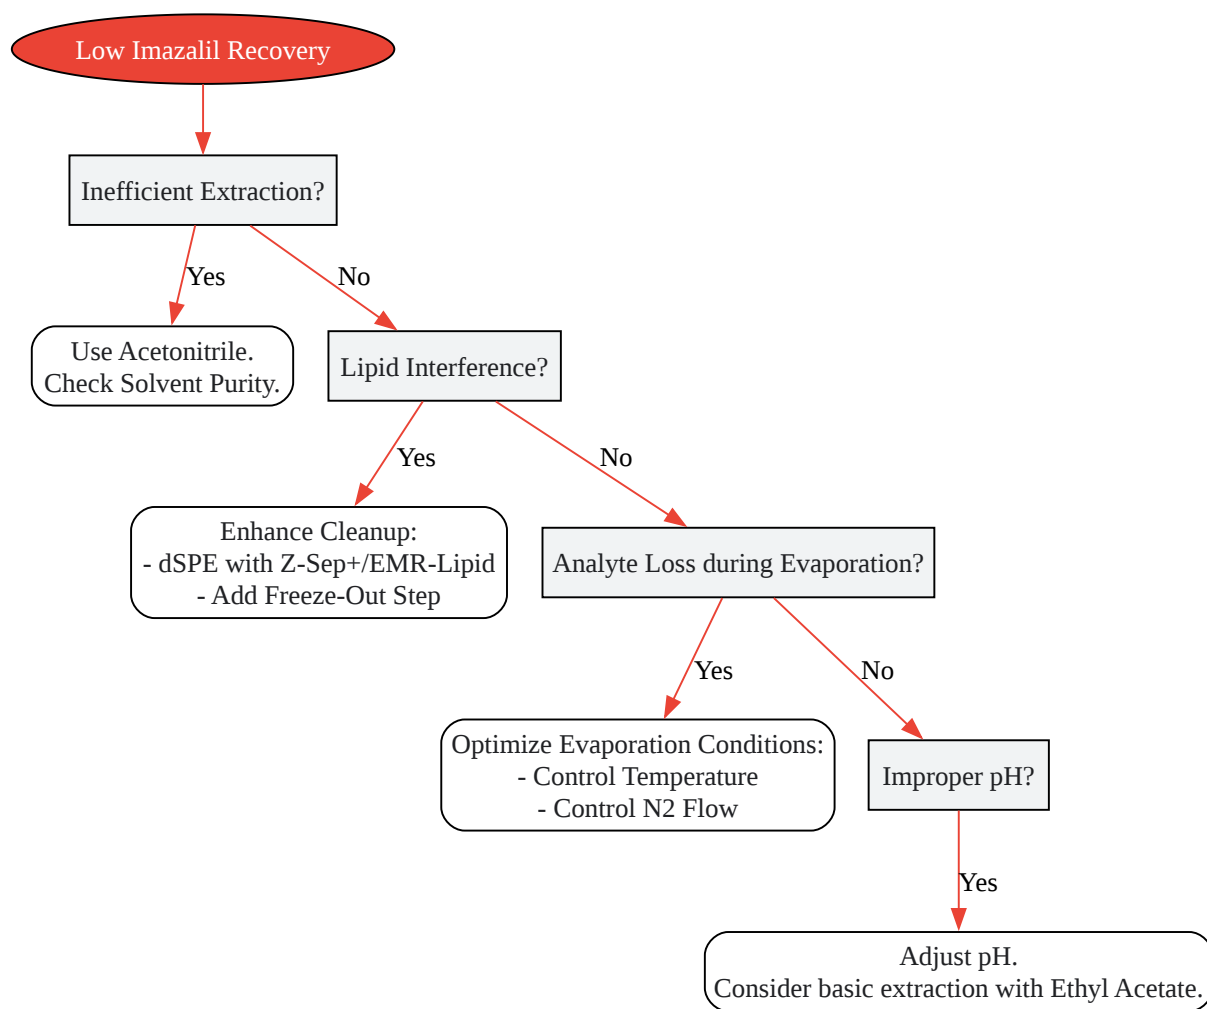 Low Imazalil Recovery
Inefficient Extraction?
Yes
No
Use Acetonitrile.
Check Solvent Purity.
Lipid Interference?
Yes
No
Enhance Cleanup:
- dSPE with Z-Sep+/EMR-Lipid
- Add Freeze-Out Step
Analyte Loss during Evaporation?
Yes
No
Optimize Evaporation Conditions:
- Control Temperature
- Control N2 Flow
Improper pH?
Yes
Adjust pH.
Consider basic extraction with Ethyl Acetate.